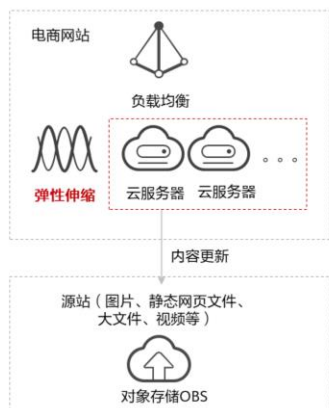 电商网站
负载均衡
弹性伸缩
云服务器
云服务器
内容更新
源站（图片、静态网页文件、
大文件、视频等）
对象存储OBS